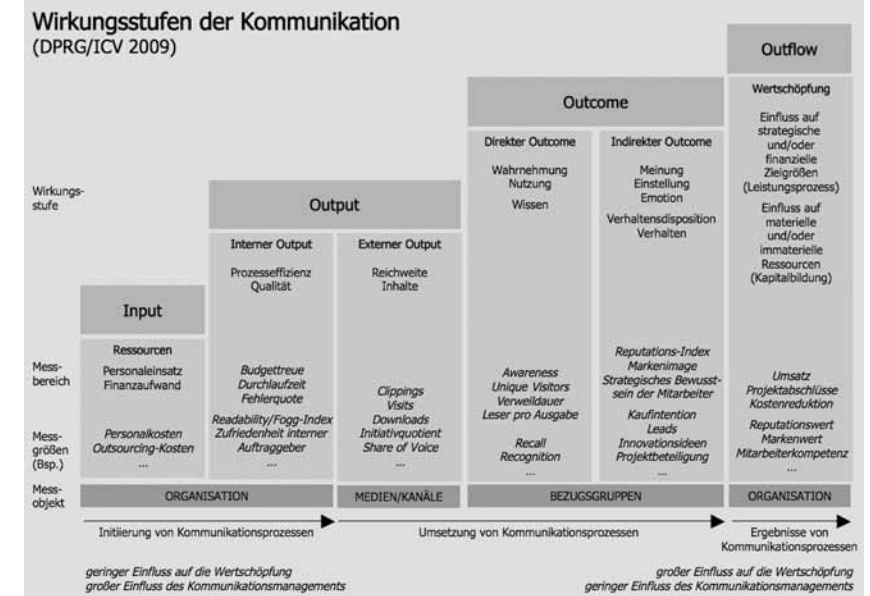 Wirkungsstufen der Kommunikation
(DPRG/ICV 2009)
Outflow
Wertschöpfung
Einfluss auf
strategische
und/oder
finanzielle
Zielgrößen
(Leistungsprozess)
Einfluss auf
materielle
und/oder
immaterielle
Ressourcen
(Kapitalbildung)
Outcome
Direkter Outcome
Wahrnehmung
Nutzung
Wissen
Indirekter Outcome
Meinung
Einstellung
Emotion
Verhaltensdisposition
Verhalten
Wirkungs-
stufe
Output
Interner Output
Prozesseffizienz
Qualität
Externer Output
Reichweite
Inhalte
Input
Ressourcen
Mess-
bereich
Personaleinsatz
Finanzaufwand
Budgettreue
Durchlaufzeit
Fehlerquote
Clippings
Visits
Downloads
Initiativquotient
Share of Voice
...
Awareness
Unique Visitors
Verweildauer
Leser pro Ausgabe
Recall
Recognition
...
Reputations-Index
Markenimage
Strategisches Bewusst-
sein der Mitarbeiter
Kaufintention
Leads
Innovationsideen
Projektbeteiligung
...
Umsatz
Projektabschlüsse
Kostenreduktion
Reputationswert
Markenwert
Mitarbeiterkompetenz
...
Mess-
größen
(Bsp.)
Personalkosten
Outsourcing-Kosten
...
Readability/Fogg-Index
Zufriedenheit interner
Auftraggeber
...
Mess-
objekt
ORGANISATION
MEDIEN/KANÄLE
BEZUGSGRUPPEN
ORGANISATION
Initiierung von Kommunikationsprozessen
Umsetzung von Kommunikationsprozessen
Ergebnisse von
Kommunikationsprozessen
geringer Einfluss auf die Wertschöpfung
großer Einfluss des Kommunikationsmanagements
großer Einfluss auf die Wertschöpfung
geringer Einfluss des Kommunikationsmanagements